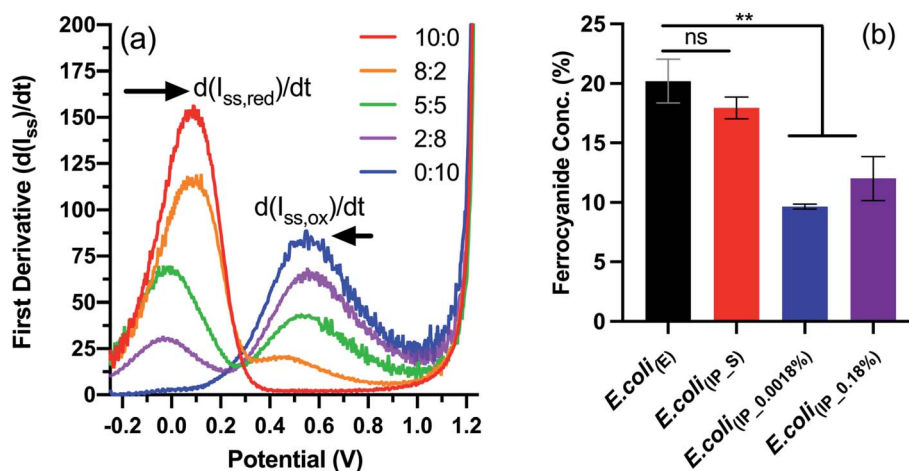 (a)
d(Iss,red)/dt
d(Iss,ox)/dt
10:0
8:2
5:5
2:8
0:10
First Derivative (d(Iss)/dt)
200
175
150
125
100
75
50
25
0
-0.2 0.0 0.2 0.4 0.6 0.8 1.0 1.2
Potential (V)
(b)
**
ns
Ferrocyanide Conc. (%)
25
20
15
10
5
0
E.coli(E)
E.coli(IP_S)
E.coli(IP_0.0018%)
E.coli(IP_0.18%)